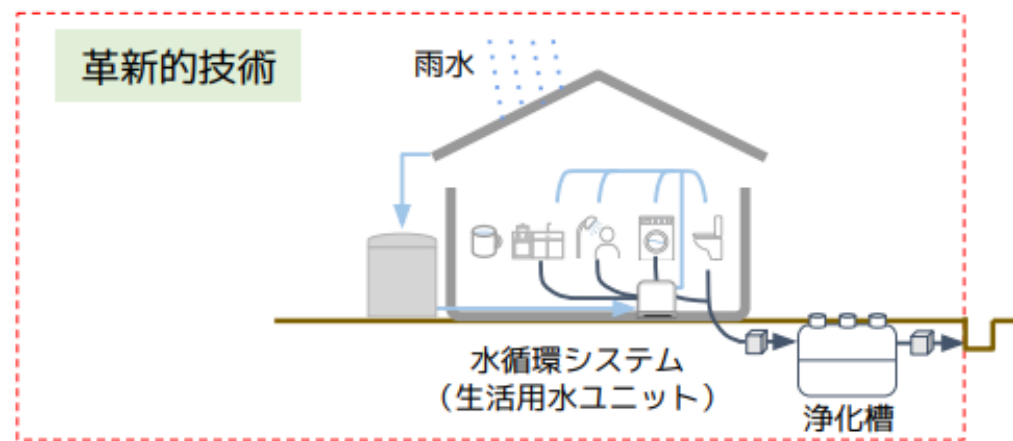 革新的技術
雨水
水循環システム
（生活用水ユニット）
浄化槽